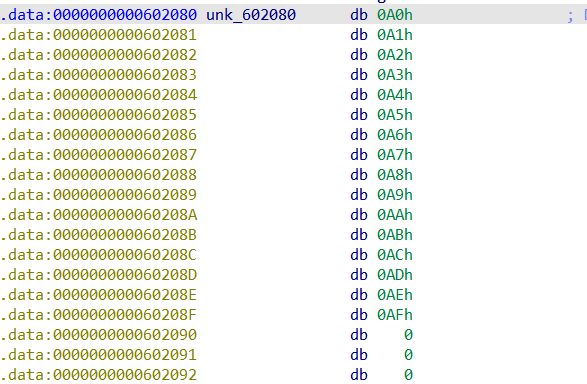 .data:0000000000602080 unk_602080 db 0A0h ; D
.data:0000000000602081 db 0A1h
.data:0000000000602082 db 0A2h
.data:0000000000602083 db 0A3h
.data:0000000000602084 db 0A4h
.data:0000000000602085 db 0A5h
.data:0000000000602086 db 0A6h
.data:0000000000602087 db 0A7h
.data:0000000000602088 db 0A8h
.data:0000000000602089 db 0A9h
.data:000000000060208A db 0AAh
.data:000000000060208B db 0ABh
.data:000000000060208C db 0ACh
.data:000000000060208D db 0ADh
.data:000000000060208E db 0AEh
.data:000000000060208F db 0AFh
.data:0000000000602090 db 0
.data:0000000000602091 db 0
.data:0000000000602092 db 0